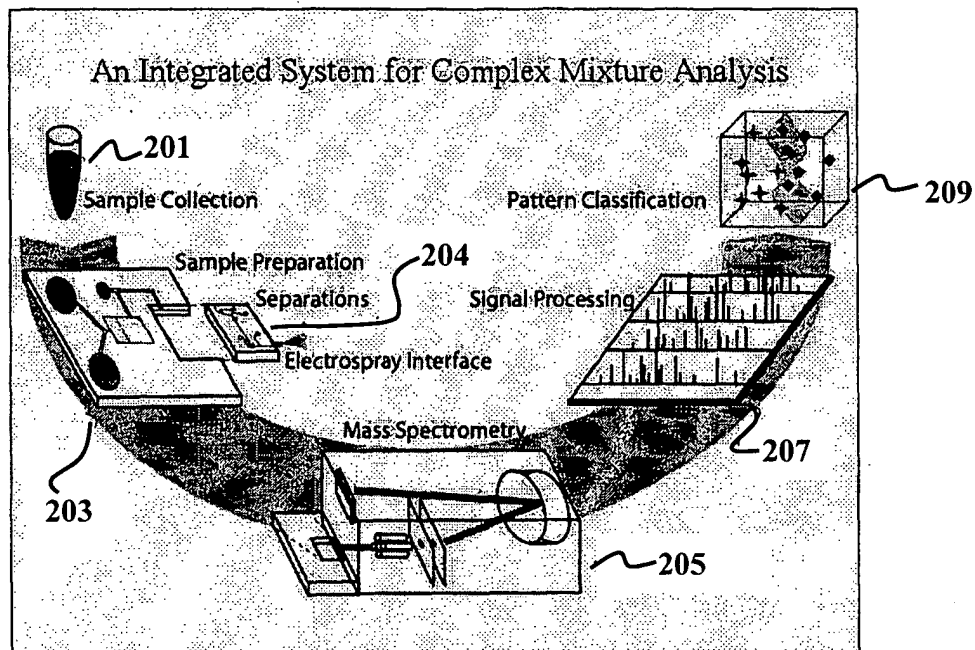 An Integrated System for Complex Mixture Analysis
201
Sample Collection
Pattern Classification
209
Sample Preparation
204
Separations
Signal Processing
Electrospray Interface
Mass Spectrometry
207
203
205